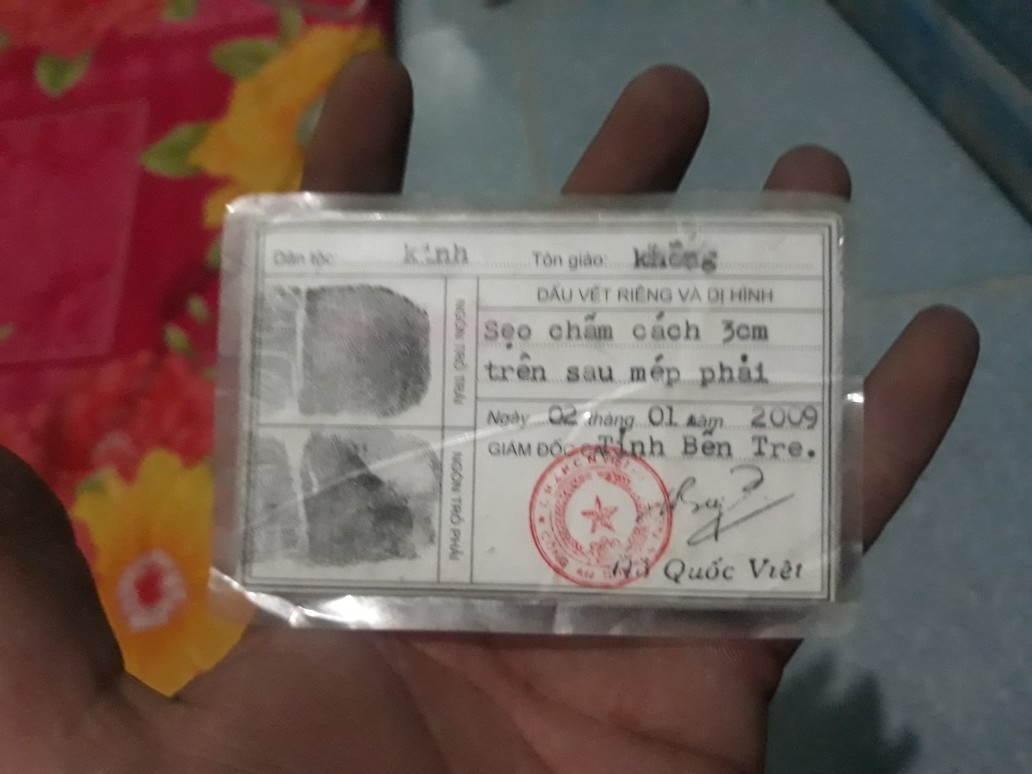 Dân tộc: kinh Tôn giáo: không
NGÓN TRỎ TRÁI
NGÓN TRỎ PHẢI
DẤU VẾT RIÊNG VÀ DỊ HÌNH
Sẹo chấm cách 3cm
trên sau mép phải
Ngày 02 tháng 01 năm 2009
GIÁM ĐỐC CA Tỉnh Bến Tre.
Quốc Việt